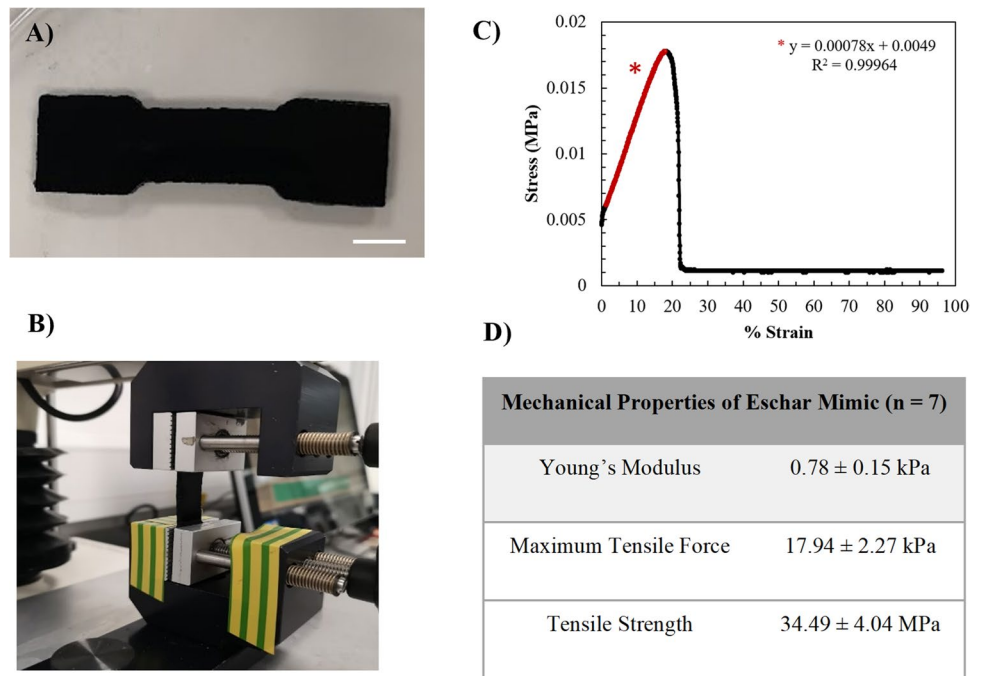 A)
B)
C)
0.02
0.015
0.01
0.005
0
Stress (MPa)
* y = 0.00078x + 0.0049
R² = 0.99964
*
0 10 20 30 40 50 60 70 80 90 100
% Strain
D)
Mechanical Properties of Eschar Mimic (n = 7)
Young's Modulus 0.78 ± 0.15 kPa
Maximum Tensile Force 17.94 ± 2.27 kPa
Tensile Strength 34.49 ± 4.04 MPa